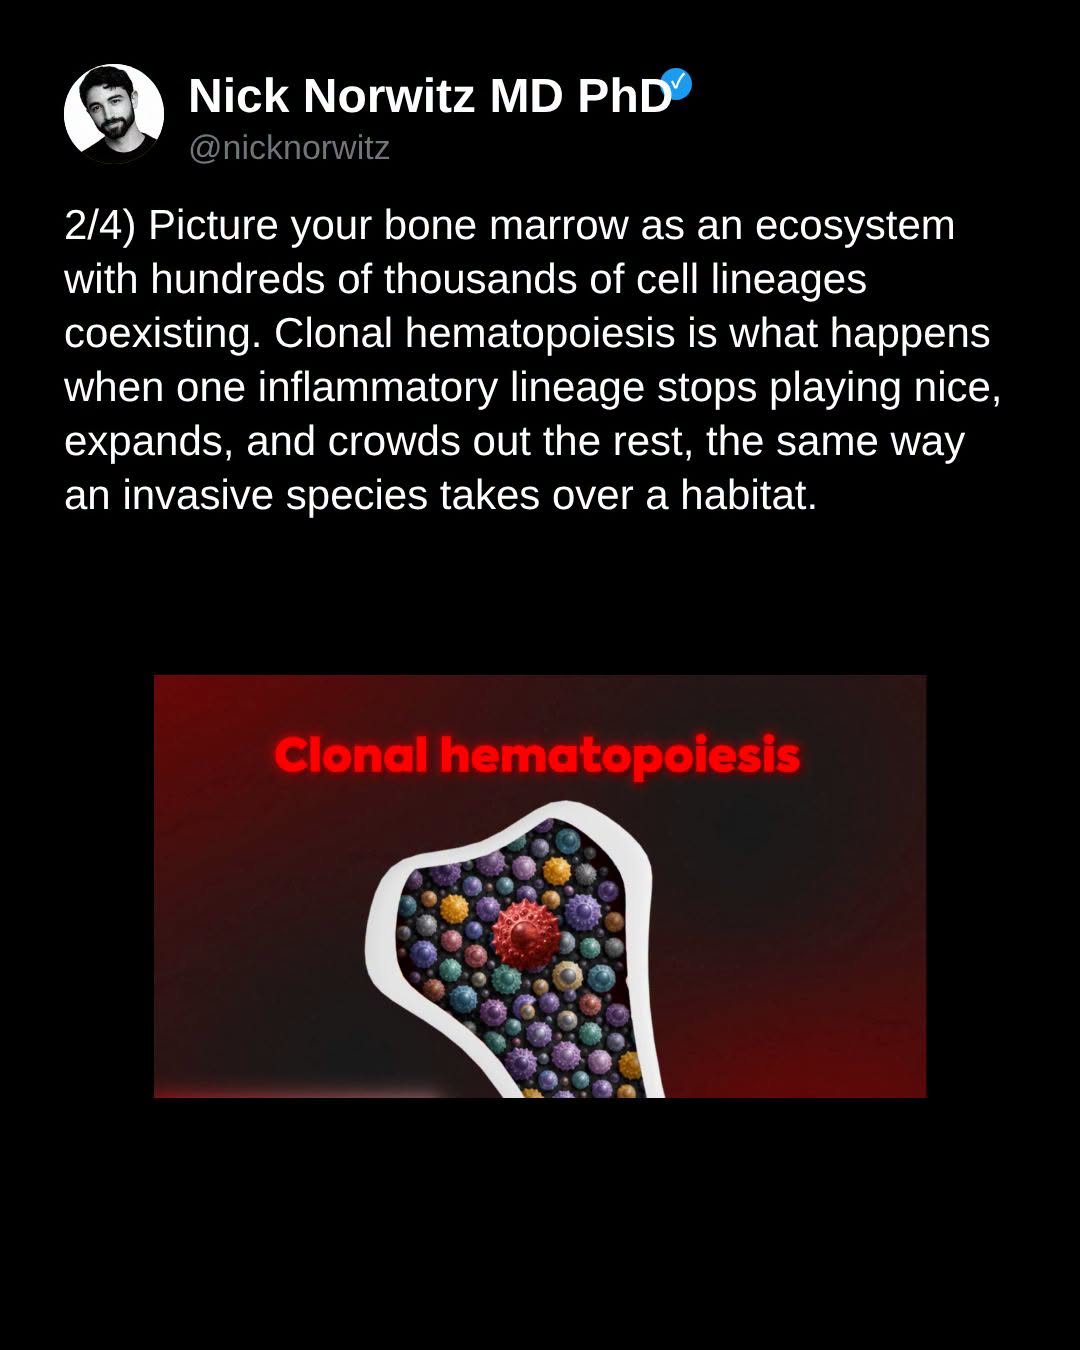 Nick Norwitz MD PhD
@nicknorwitz
2/4) Picture your bone marrow as an ecosystem
with hundreds of thousands of cell lineages
coexisting. Clonal hematopoiesis is what happens
when one inflammatory lineage stops playing nice,
expands, and crowds out the rest, the same way
an invasive species takes over a habitat.
Clonal hematopoiesis